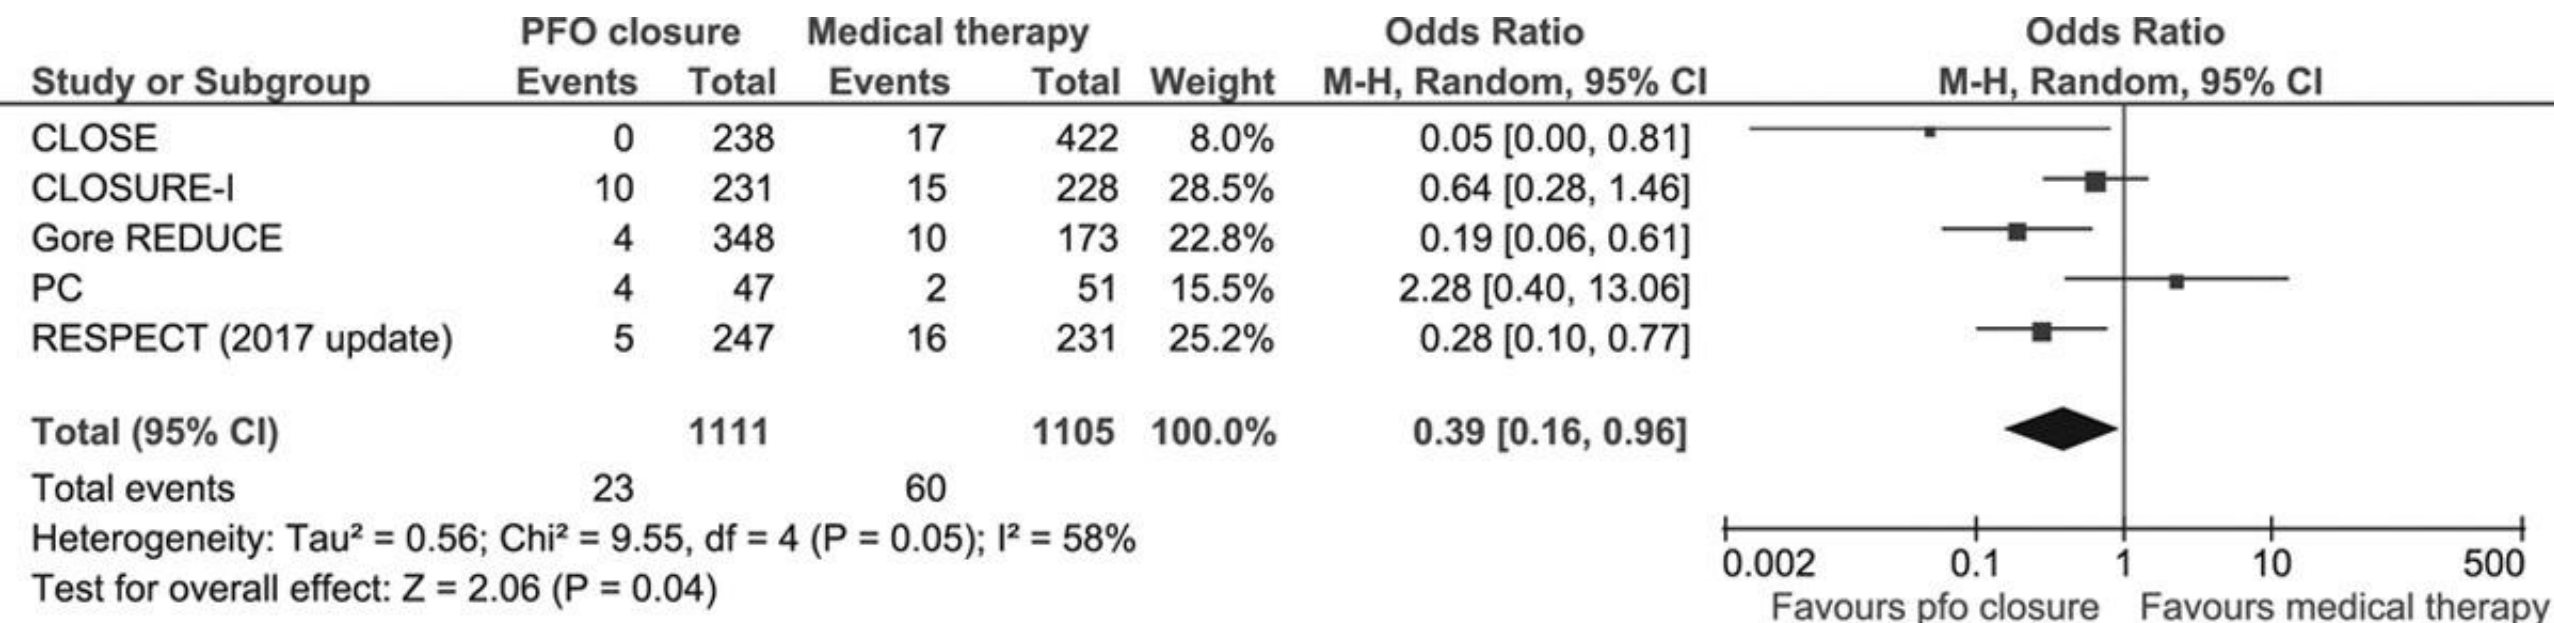 PFO closure Medical therapy Odds Ratio Odds Ratio
Study or Subgroup Events Total Events Total Weight M-H, Random, 95% CI M-H, Random, 95% CI
CLOSE 0 238 17 422 8.0% 0.05 [0.00, 0.81]
CLOSURE-I 10 231 15 228 28.5% 0.64 [0.28, 1.46]
Gore REDUCE 4 348 10 173 22.8% 0.19 [0.06, 0.61]
PC 4 47 2 51 15.5% 2.28 [0.40, 13.06]
RESPECT (2017 update) 5 247 16 231 25.2% 0.28 [0.10, 0.77]
Total (95% CI) 1111 1105 100.0% 0.39 [0.16, 0.96]
Total events 23 60
Heterogeneity: Tau² = 0.56; Chi² = 9.55, df = 4 (P = 0.05); I² = 58%
Test for overall effect: Z = 2.06 (P = 0.04)
0.002 0.1 1 10 500
Favours pfo closure Favours medical therapy